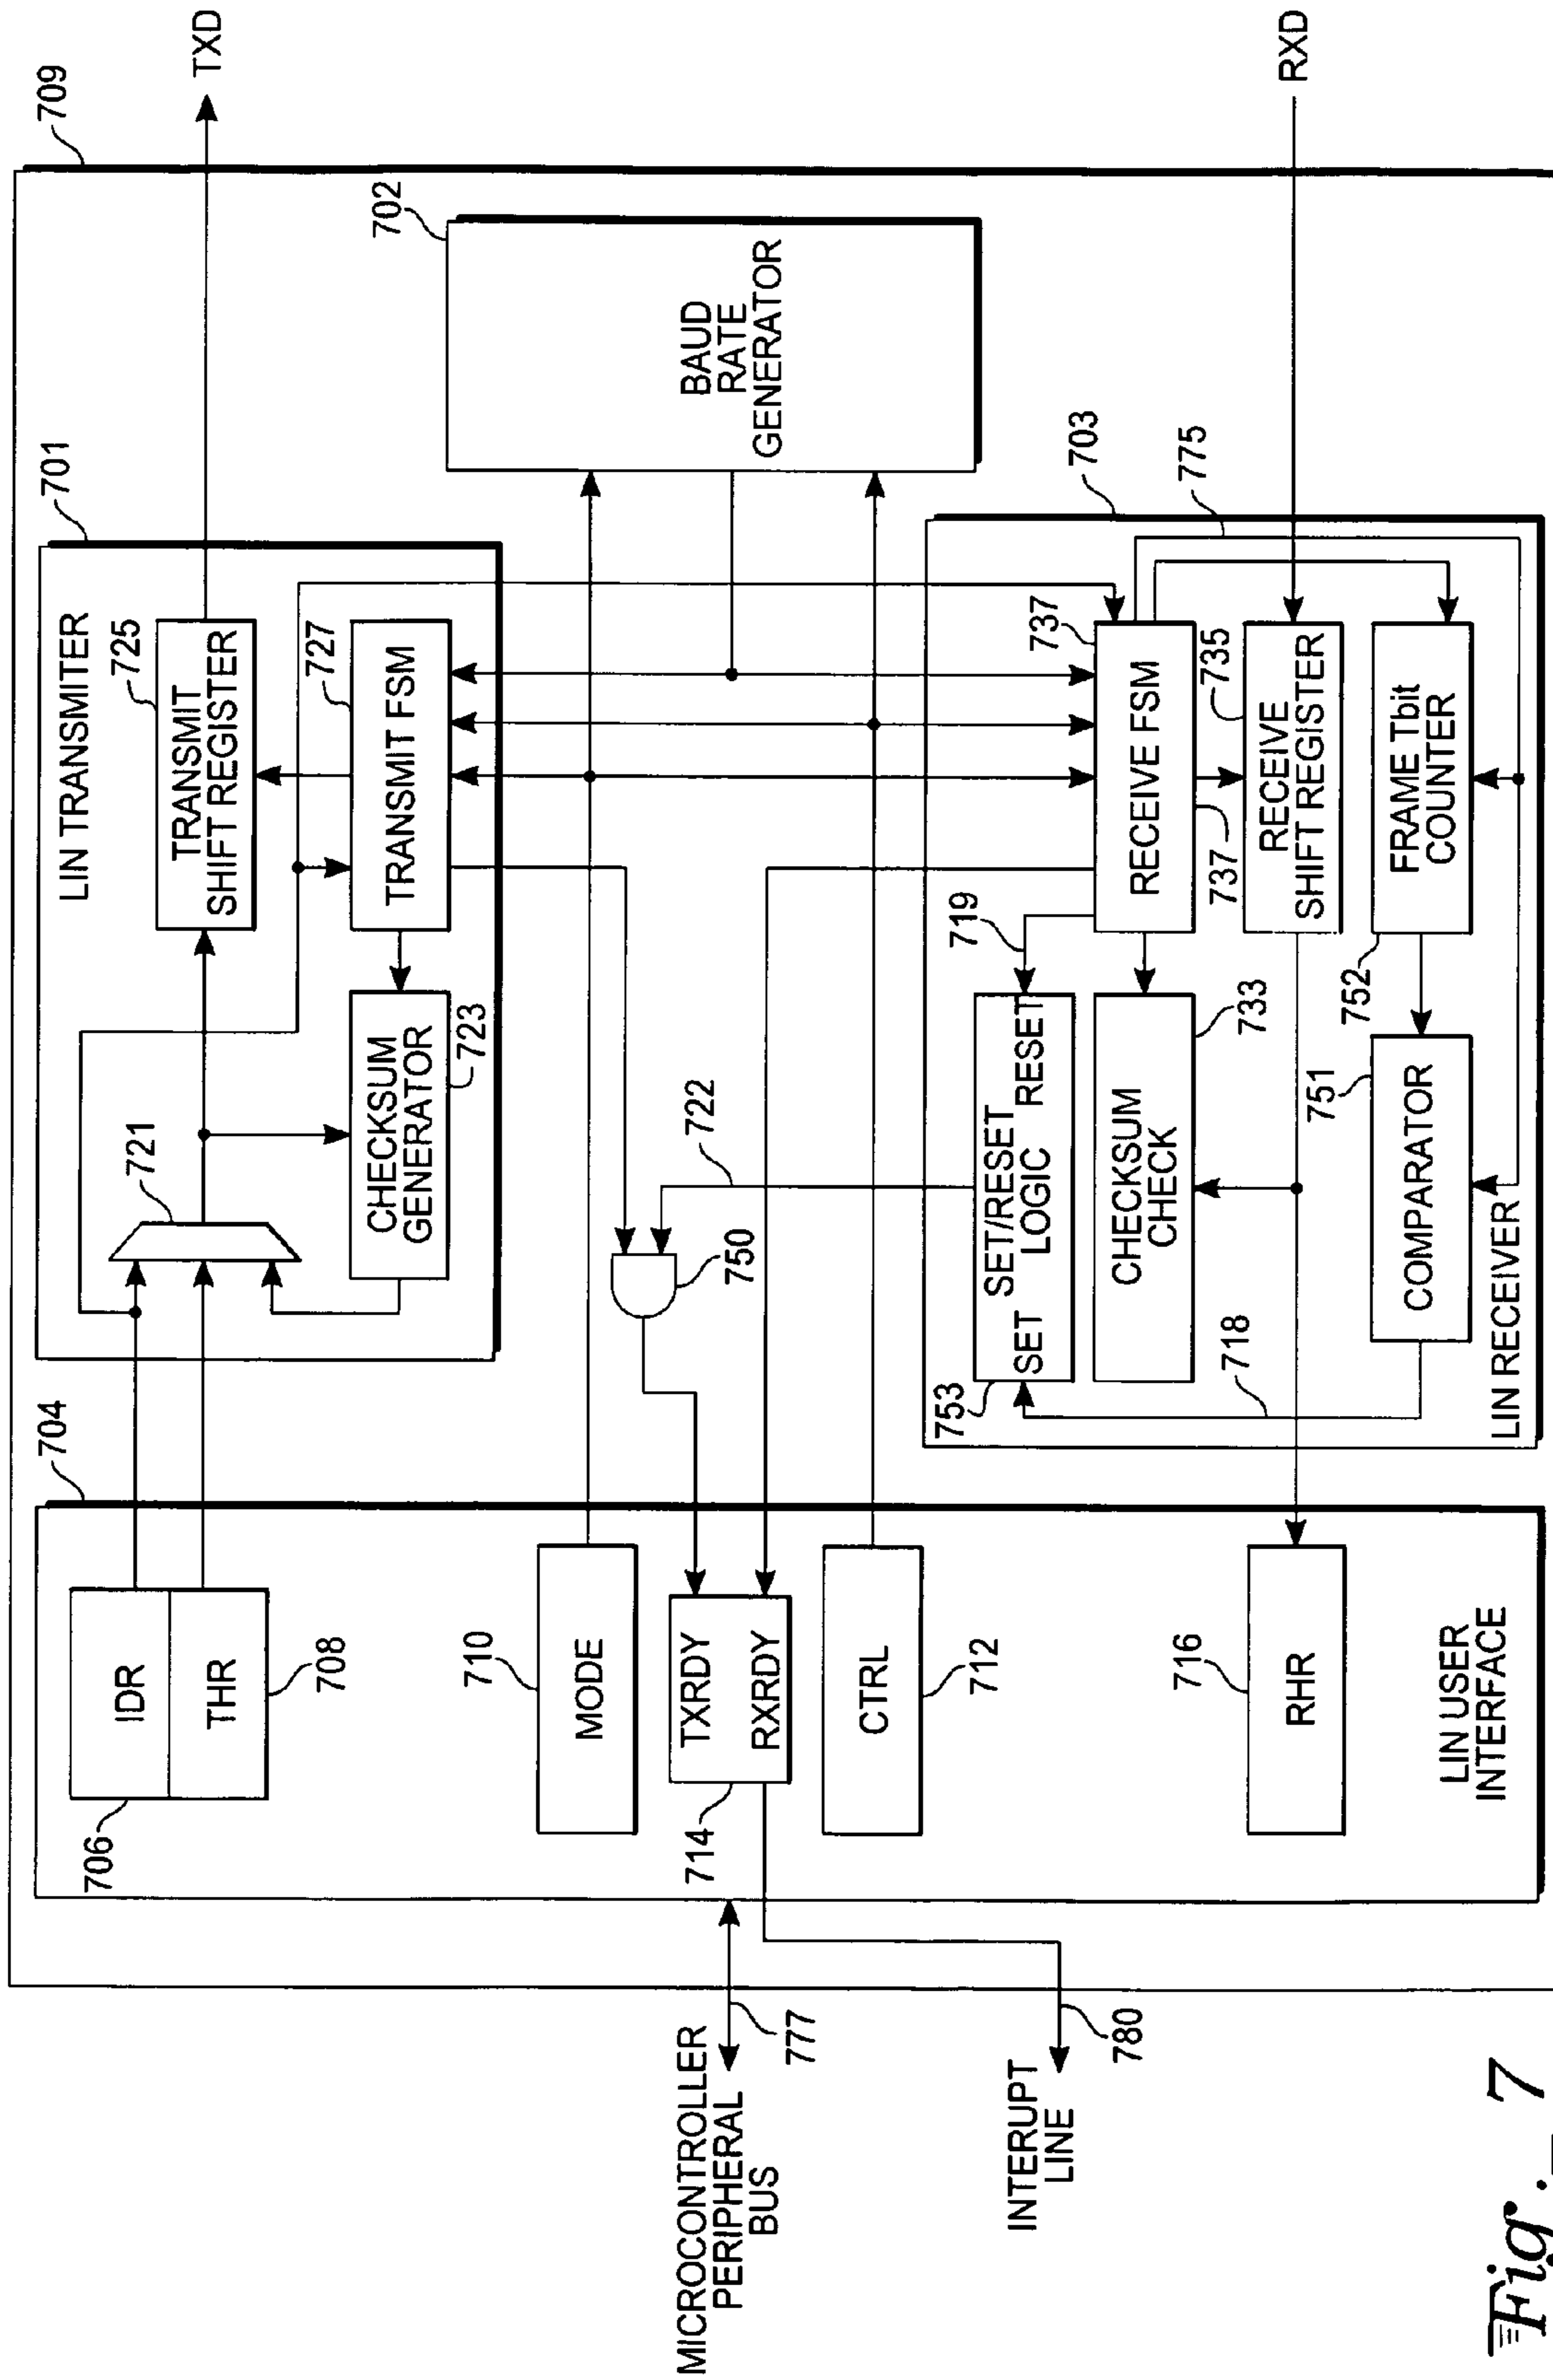 709
TXD
701
LIN TRANSMITER
725
TRANSMIT
SHIFT REGISTER
727
TRANSMIT FSM
721
CHECKSUM
GENERATOR
723
702
BAUD
RATE
GENERATOR
704
IDR
THR
706
708
710
MODE
TXRDY
RXRDY
714
CTRL
712
716
RHR
LIN USER
INTERFACE
750
722
703
775
RXD
737
RECEIVE FSM
737
735
RECEIVE
SHIFT REGISTER
FRAME Tbit
COUNTER
752
719
SET/RESET
LOGIC
SET
RESET
753
CHECKSUM
CHECK
733
751
COMPARATOR
718
LIN RECEIVER
MICROCONTROLLER
PERIPHERAL
BUS
777
INTERUPT
LINE
780
Fig._ 7